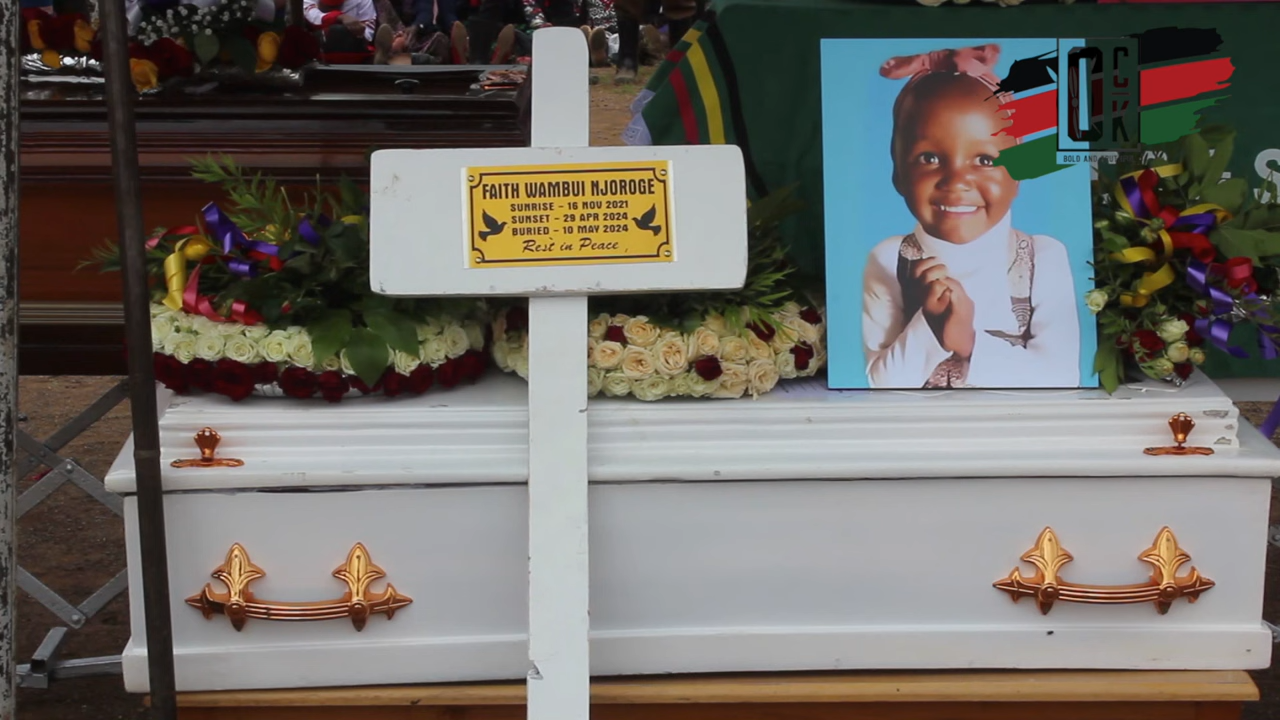 FAITH WAMBUI NJOROGE
SUNRISE - 16 NOV 2021
SUNSET - 29 APR 2024
BURIED - 10 MAY 2024
Rest in Peace,
OCK
BOLD AND